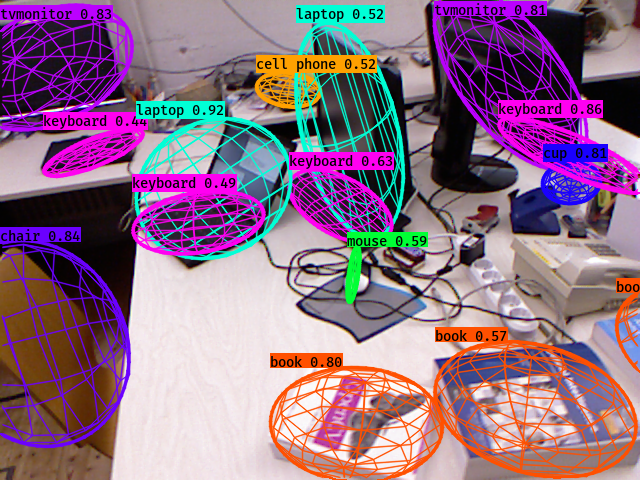 tvmonitor 0.83
laptop 0.52
tvmonitor 0.81
cell phone 0.52
laptop 0.92
keyboard 0.86
keyboard 0.44
cup 0.81
keyboard 0.63
keyboard 0.49
chair 0.84
mouse 0.59
boo
book 0.57
book 0.80